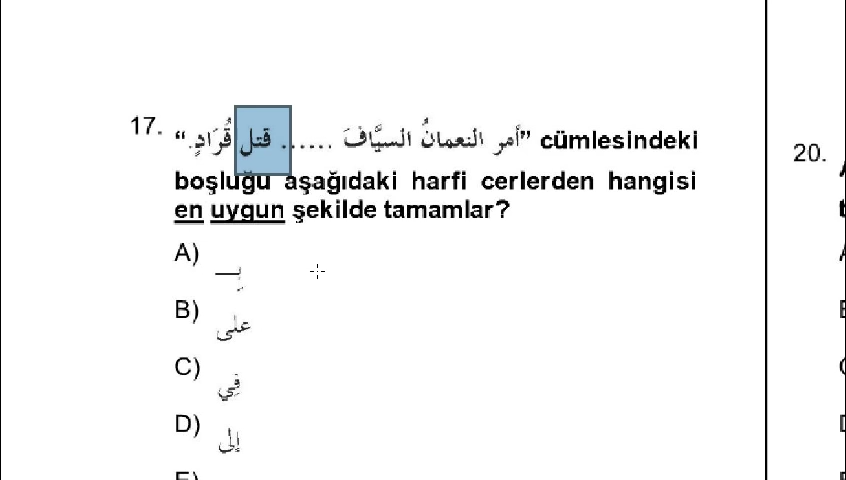 17. “أمر النعمانُ السيَّافَ ...... قتل قُرَادٍ.” cümlesindeki
boşluğu aşağıdaki harfi cerlerden hangisi
en uygun şekilde tamamlar?
A) بِـــ
B) على
C) فِي
D) إلى
E)
20.